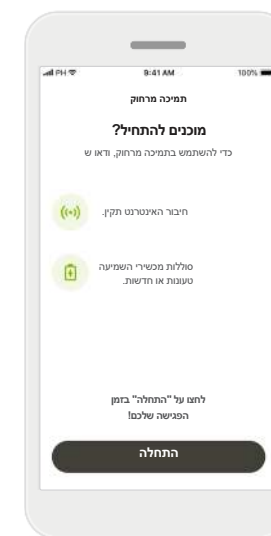 PH 9:41 AM 100%
תמיכה מרחוק
מוכנים להתחיל?
כדי להשתמש בתמיכה מרחוק, ודאו ש
חיבור האינטרנט תקין.
סוללות מכשירי השמיעה
טעונות או חדשות.
לחצו על "התחלה" בזמן
הפגישה שלכם!
התחלה